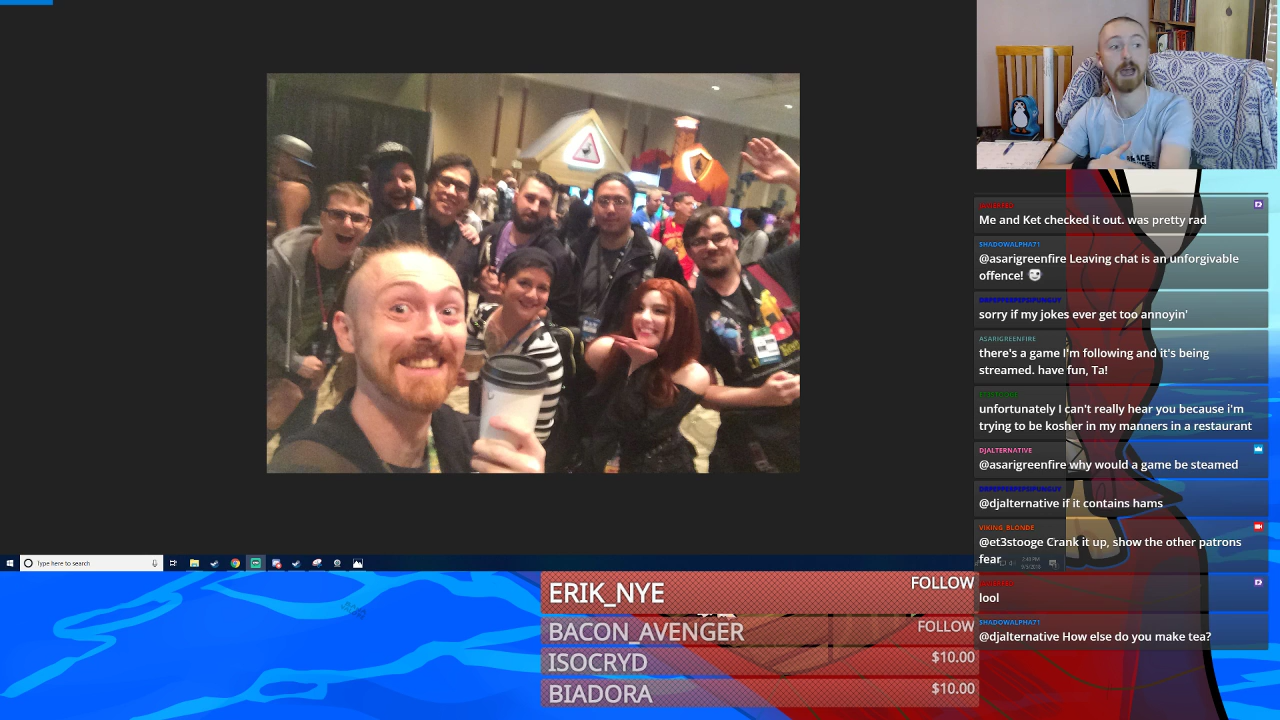 Me and Ket checked it out. was pretty rad
SHADOWALPHA71
@asarigreenfire Leaving chat is an unforgivable
offence!
DRPEPPERPEPSIPUNGUY
sorry if my jokes ever get too annoyin'
ASARIGREENFIRE
there's a game I'm following and it's being
streamed. have fun, Ta!
unfortunately I can't really hear you because i'm
trying to be kosher in my manners in a restaurant
DJALTERNATIVE
@asarigreenfire why would a game be steamed
DRPEPPERPEPSIPUNGUY
@djalternative if it contains hams
VIKING_BLONDE
@et3stooge Crank it up, show the other patrons
fear
lool
SHADOWALPHA71
@djalternative How else do you make tea?
Type here to search
ERIK_NYE FOLLOW
BACON_AVENGER FOLLOW
ISOCRYD $10.00
BIADORA $10.00